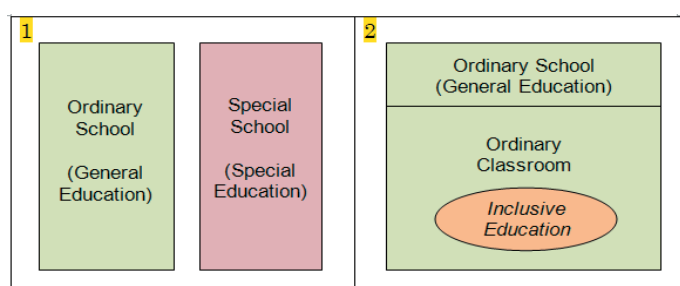 1
Ordinary
School
(General
Education)
Special
School
(Special
Education)
2
Ordinary School
(General Education)
Ordinary
Classroom
Inclusive
Education